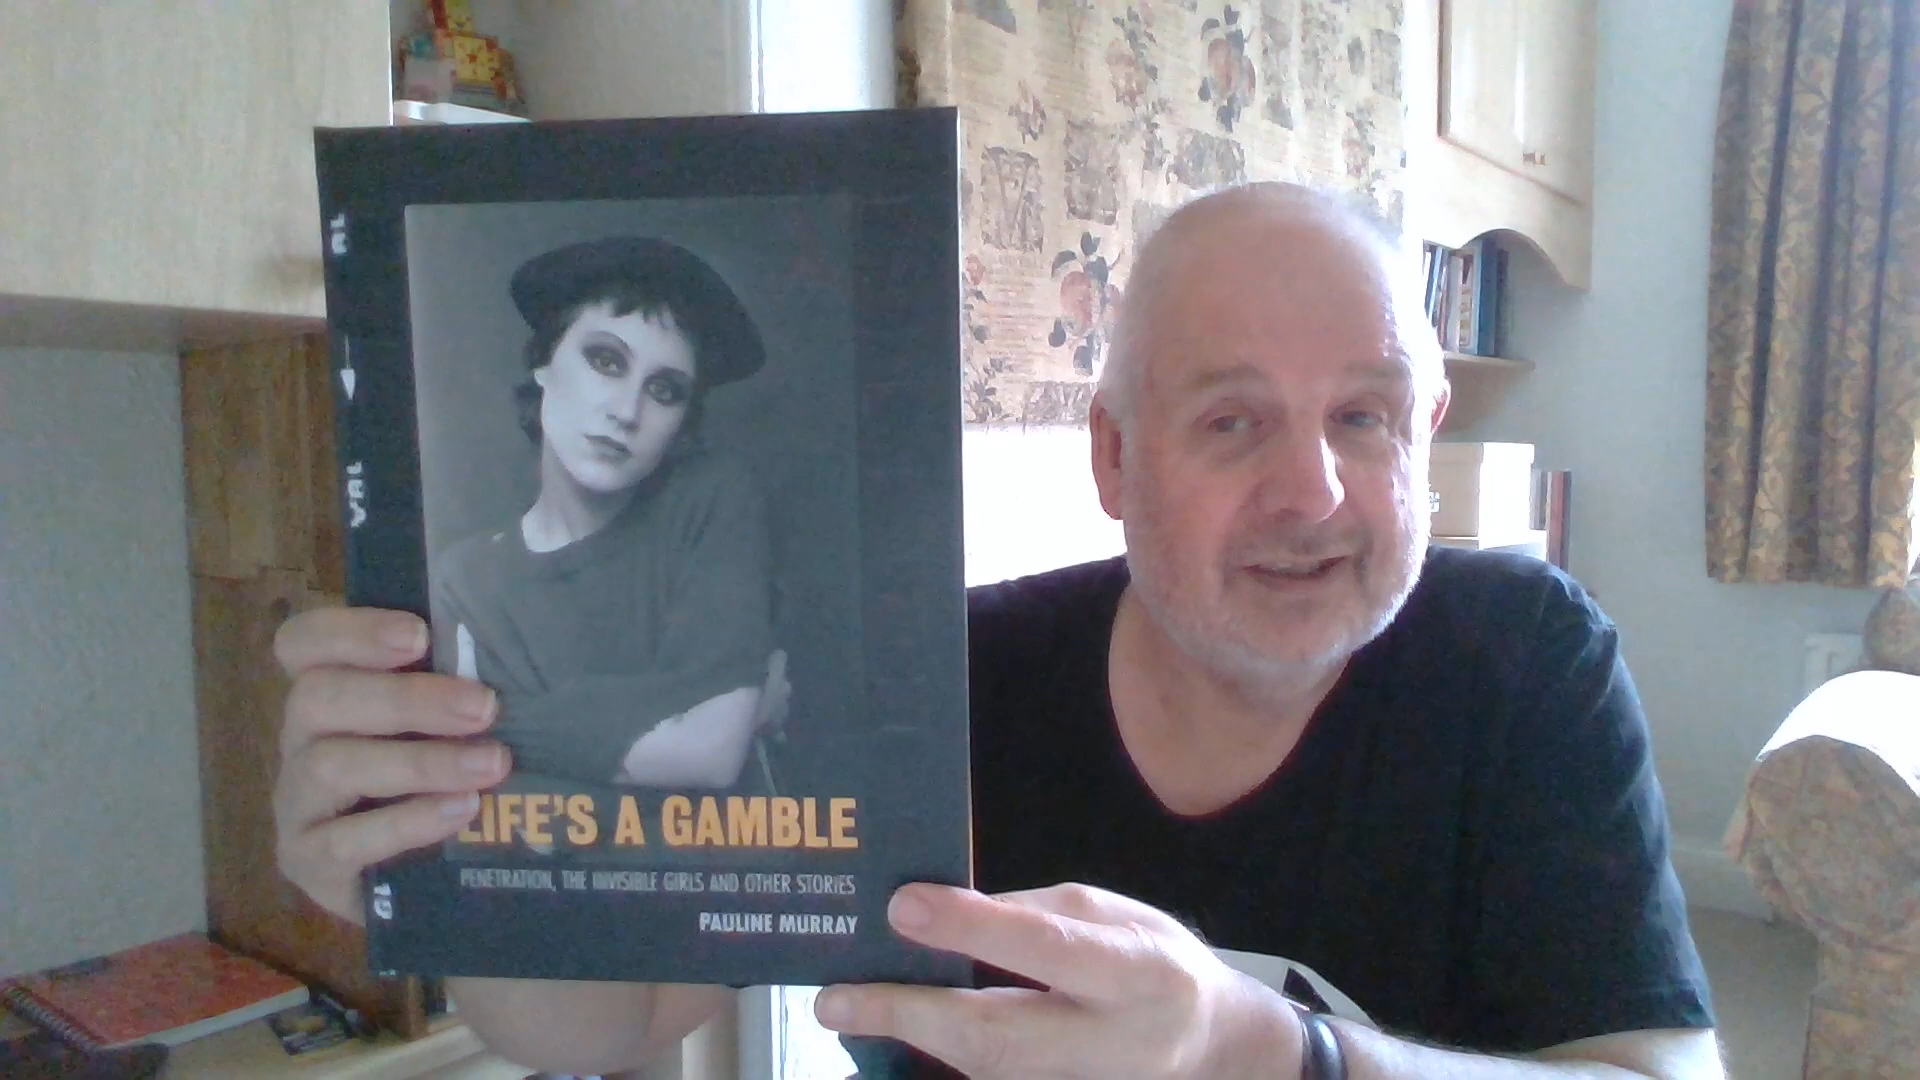 LIFE'S A GAMBLE
PENETRATION, THE INVISIBLE GIRLS AND OTHER STORIES
PAULINE MURRAY